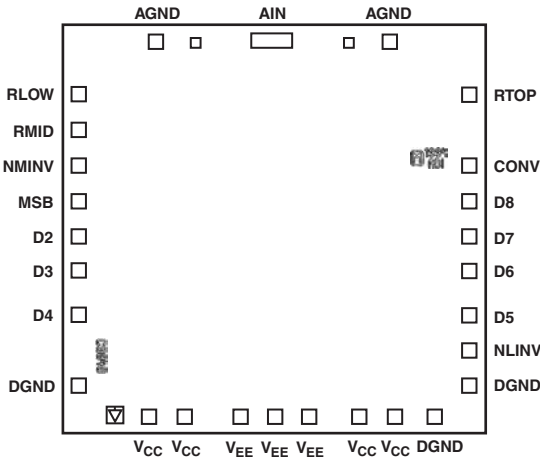 AGND AIN AGND
RLOW RTOP
RMID
NMINV CONV
MSB D8
D2 D7
D3 D6
D4 D5
NLINV
DGND DGND
VCC VCC VEE VEE VEE VCC VCC DGND